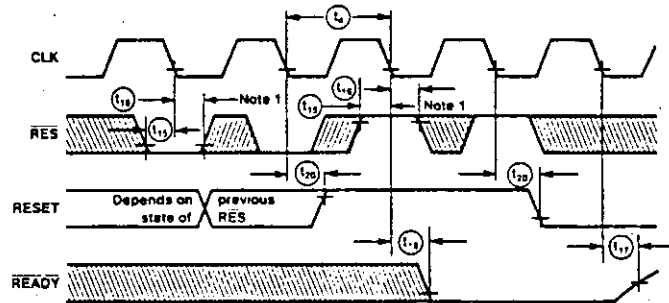 t4
CLK
t16
Note 1
t16
t15
Note 1
t15
RES
t20
t20
RESET
Depends on previous
state of RES
t18
t17
READY